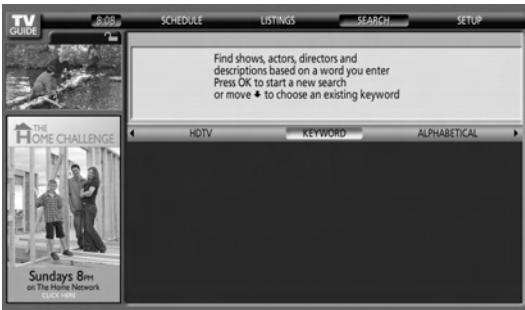 TV
GUIDE
8:08
SCHEDULE LISTINGS SEARCH SETUP
Find shows, actors, directors and
descriptions based on a word you enter
Press OK to start a new search
or move ↓ to choose an existing keyword
HDTV KEYWORD ALPHABETICAL
THE
HOME CHALLENGE
Sundays 8PM
on The Home Network
CLICK HERE